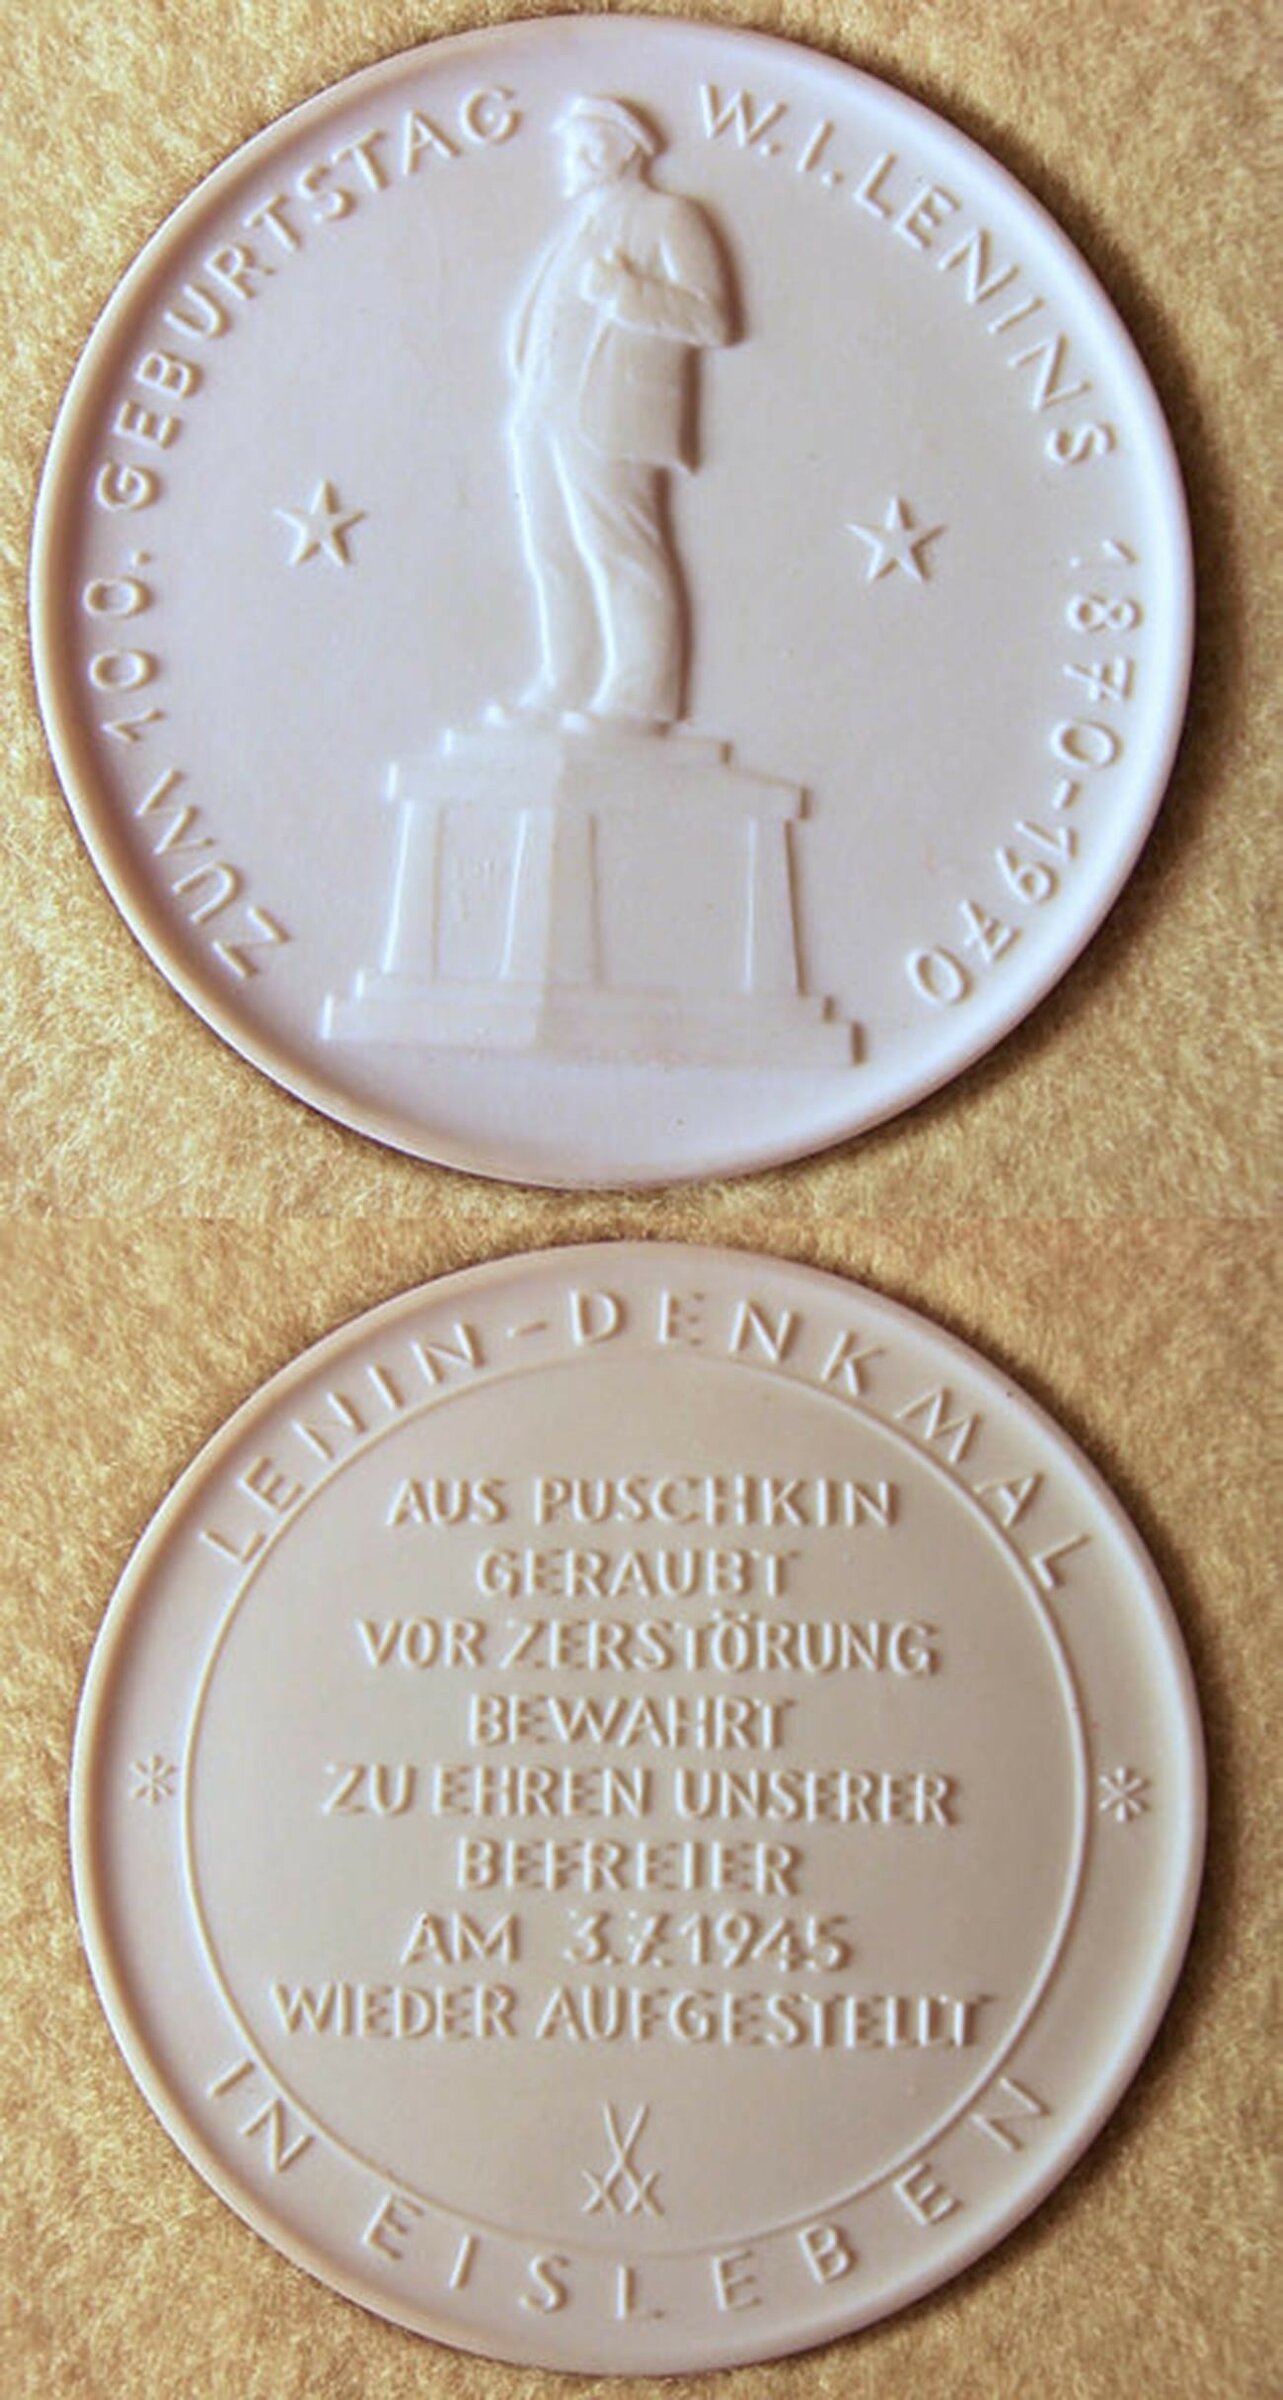 ZUM 100. GEBURTSTAG W.I. LENINS 1870-1970
LENIN-DENKMAL
AUS PUSCHKIN
GERAUBT
VOR ZERSTÖRUNG
BEWAHRT
ZU EHREN UNSERER
BEFREIER
AM 3.7.1945
WIEDER AUFGESTELLT
IN EISLEBEN